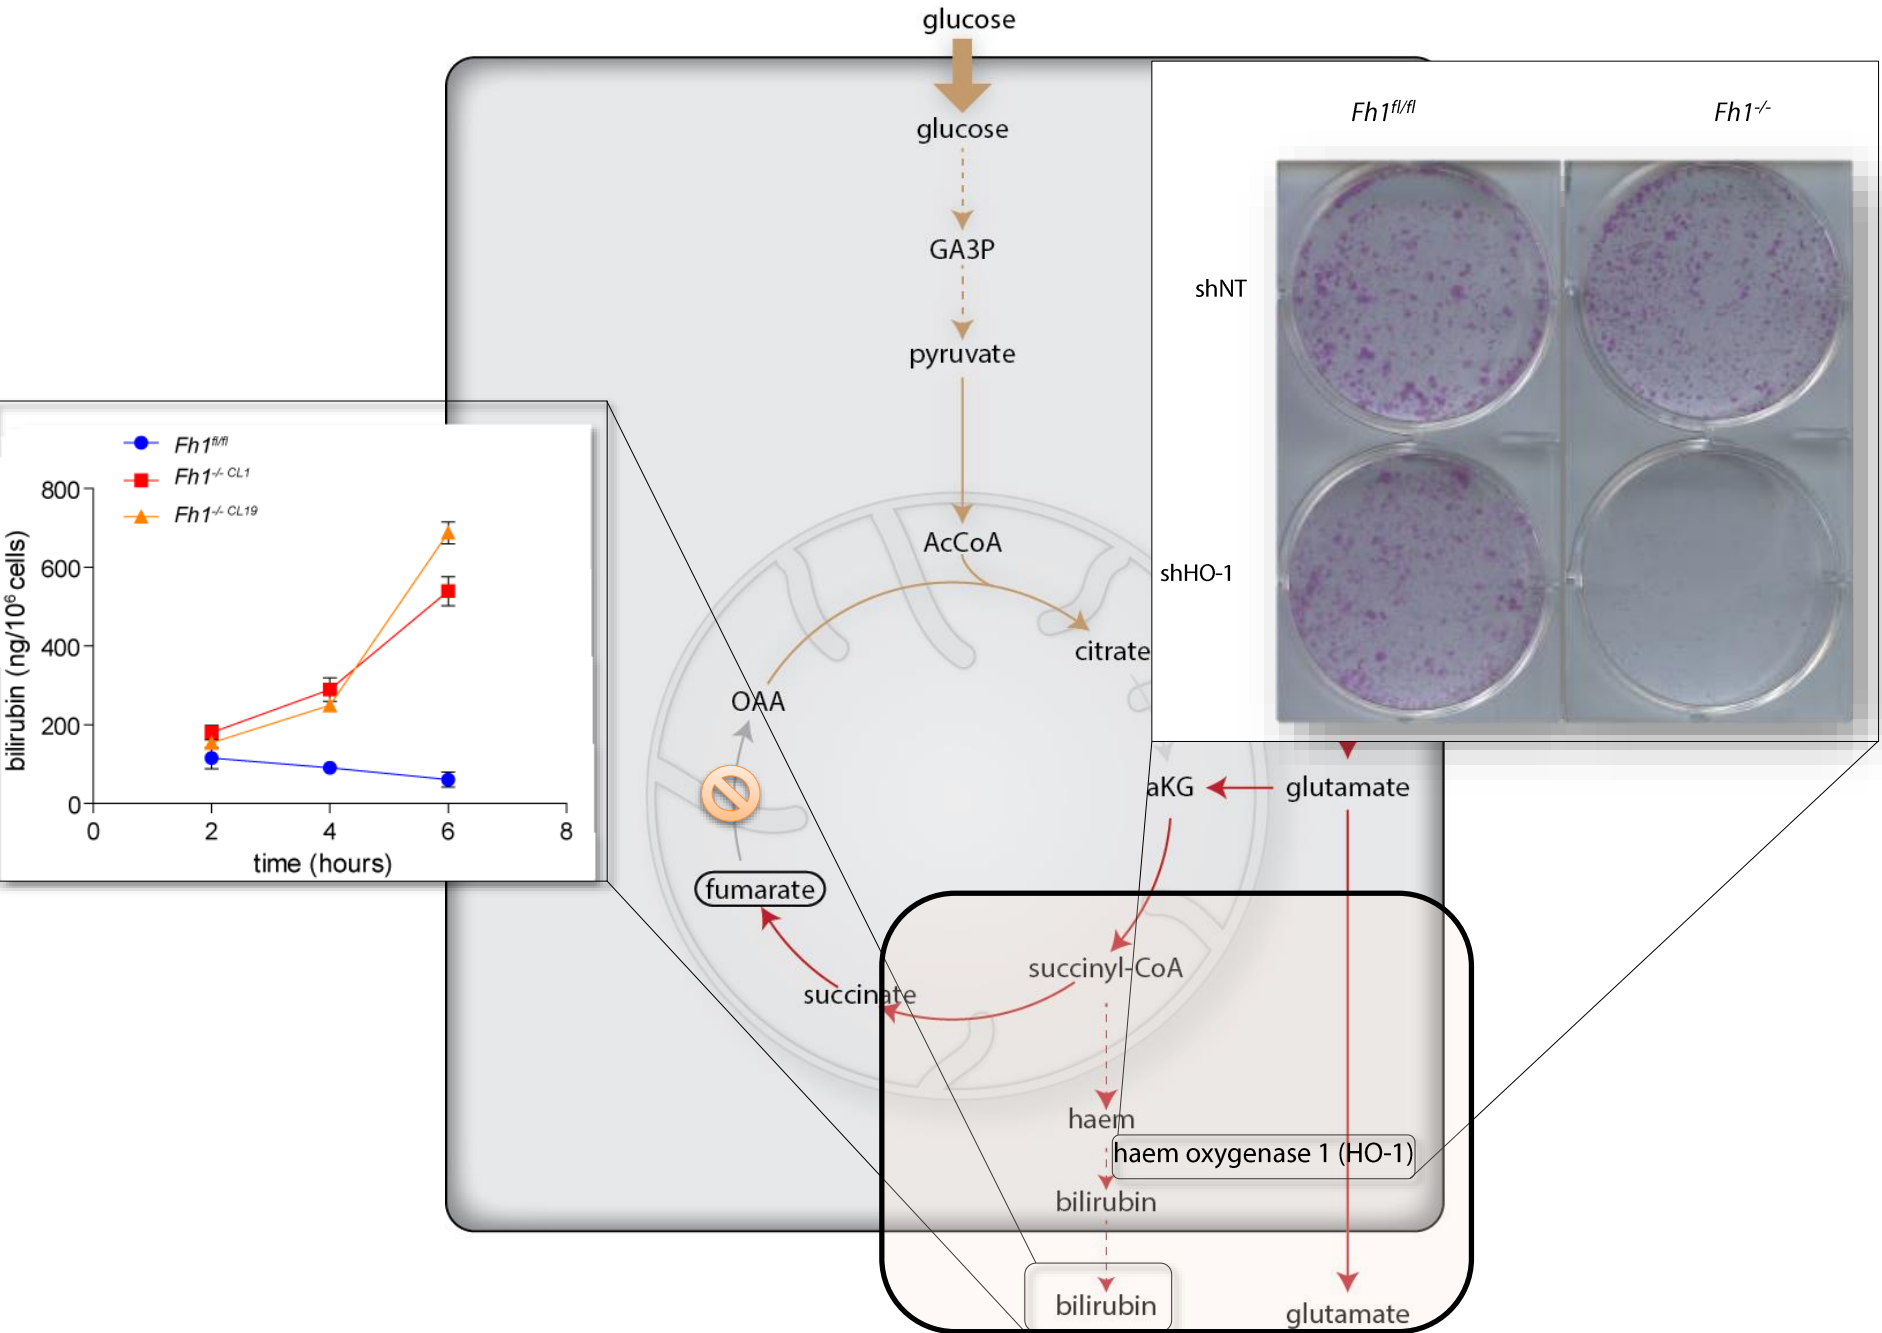 glucose
glucose
GA3P
pyruvate
AcCoA
citrate
OAA
fumarate
succinate
succinyl-CoA
aKG
glutamate
haem
haem oxygenase 1 (HO-1)
bilirubin
bilirubin
glutamate
Fh1fl/fl
Fh1-/-
shNT
shHO-1
Fh1fl/fl
Fh1-/- CL1
Fh1-/- CL19
bilirubin (ng/10⁶ cells)
800
600
400
200
0
0 2 4 6 8
time (hours)